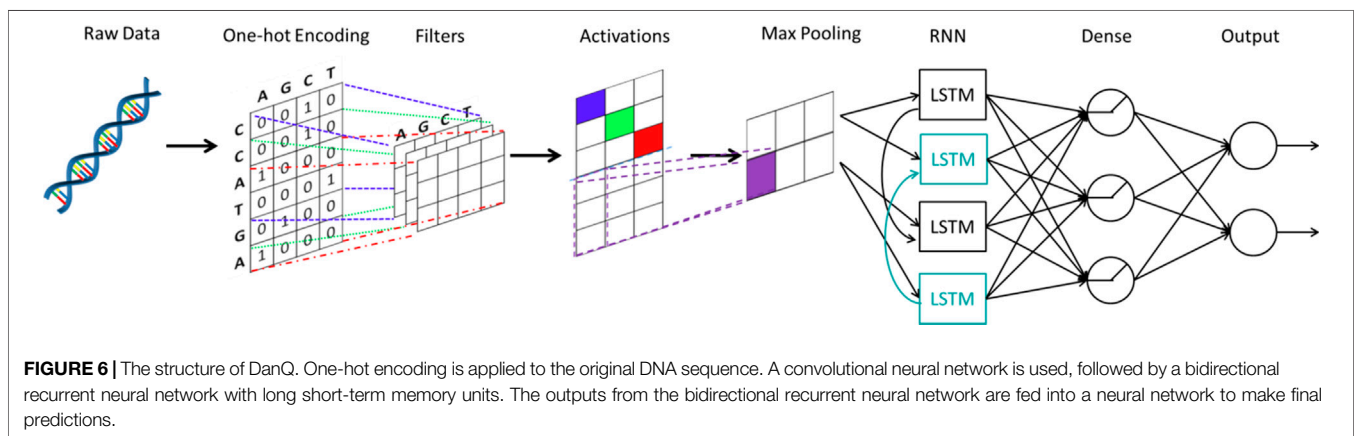 Raw Data One-hot Encoding Filters Activations Max Pooling RNN Dense Output
A G C T
C 0 0 1 0
C 0 0 1 0
A 1 0 0 0
T 0 0 0 1
G 0 1 0 0
A 1 0 0 0
A G C T
LSTM
LSTM
LSTM
LSTM
FIGURE 6 | The structure of DanQ. One-hot encoding is applied to the original DNA sequence. A convolutional neural network is used, followed by a bidirectional
recurrent neural network with long short-term memory units. The outputs from the bidirectional recurrent neural network are fed into a neural network to make final
predictions.